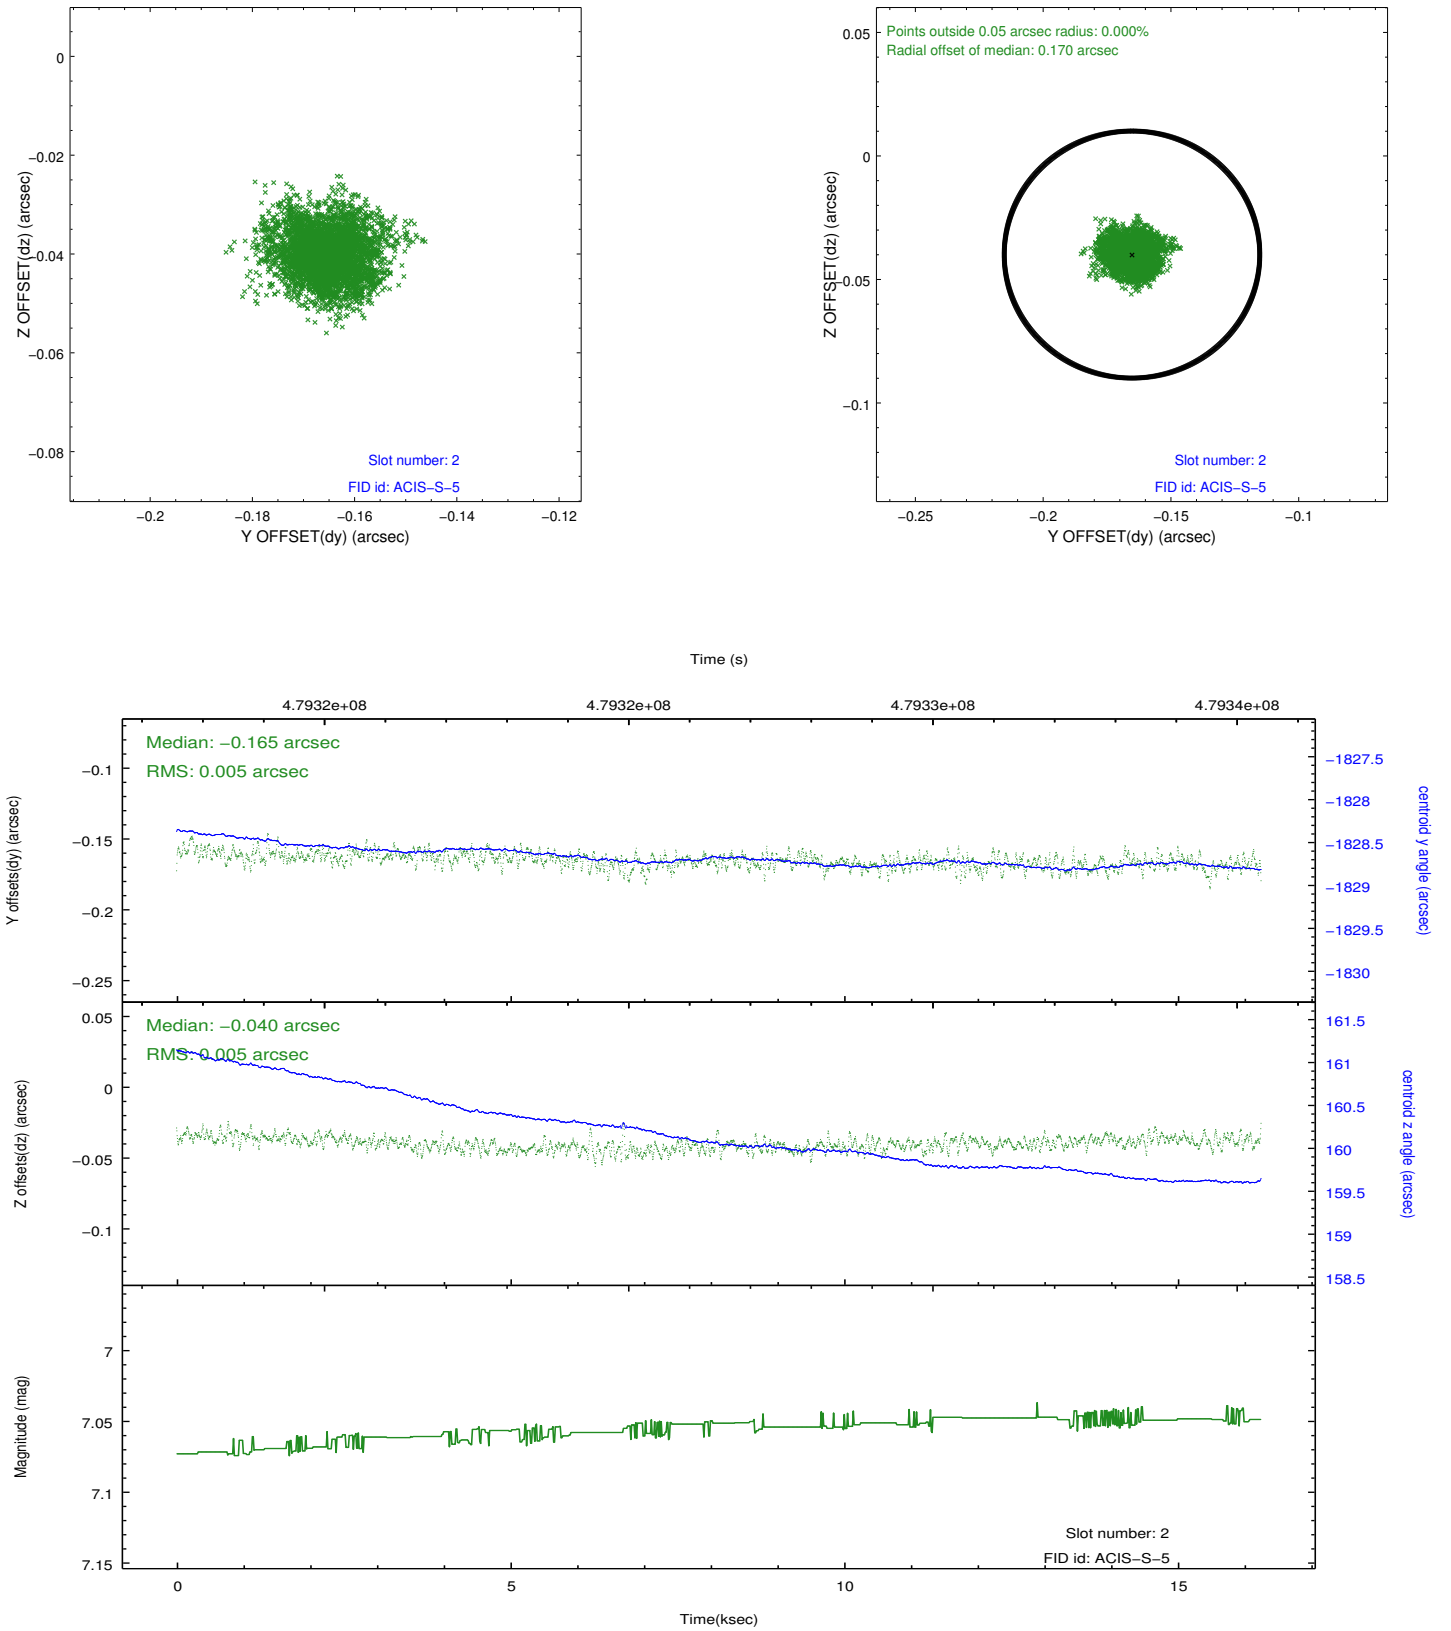 0
−0.02
−0.04
−0.06
−0.08
Z OFFSET(dz) (arcsec)
Slot number: 2
FID id: ACIS−S−5
−0.2
−0.18
−0.16
−0.14
−0.12
Y OFFSET(dy) (arcsec)
Points outside 0.05 arcsec radius: 0.000%
Radial offset of median: 0.170 arcsec
0.05
0
−0.05
−0.1
Z OFFSET(dz) (arcsec)
Slot number: 2
FID id: ACIS−S−5
−0.25
−0.2
−0.15
−0.1
Y OFFSET(dy) (arcsec)
Time (s)
4.7932e+08
4.7932e+08
4.7933e+08
4.7934e+08
Median: −0.165 arcsec
RMS: 0.005 arcsec
−0.1
−0.15
−0.2
−0.25
Y offsets(dy) (arcsec)
−1827.5
−1828
−1828.5
−1829
−1829.5
−1830
centroid y angle (arcsec)
Median: −0.040 arcsec
RMS: 0.005 arcsec
0.05
0
−0.05
−0.1
Z offsets(dz) (arcsec)
161.5
161
160.5
160
159.5
159
158.5
centroid z angle (arcsec)
7
7.05
7.1
7.15
Magnitude (mag)
Slot number: 2
FID id: ACIS−S−5
0
5
10
15
Time(ksec)